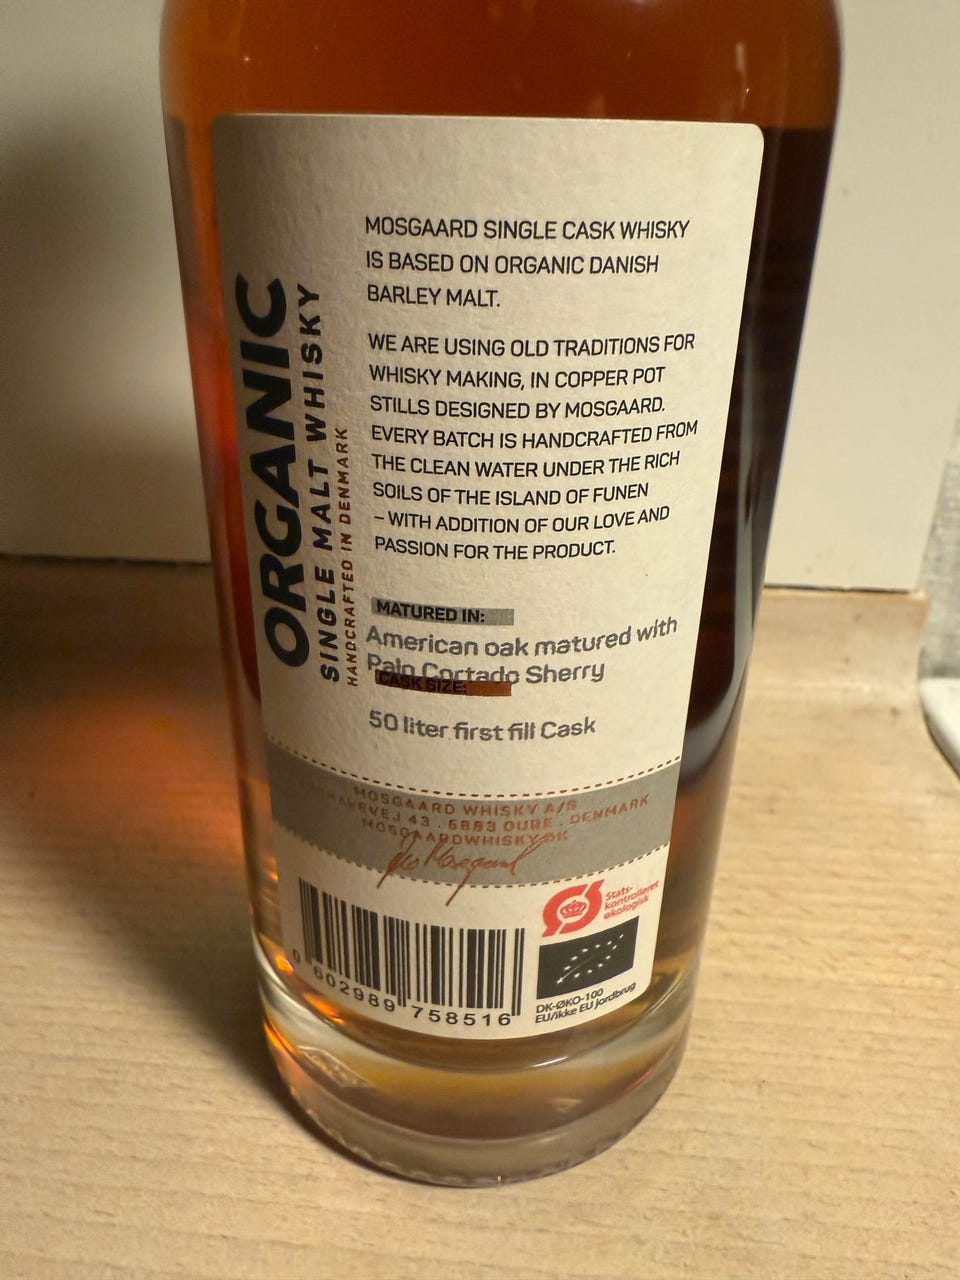 ORGANIC
SINGLE MALT WHISKY
HANDCRAFTED IN DENMARK
MOSGAARD SINGLE CASK WHISKY
IS BASED ON ORGANIC DANISH
BARLEY MALT.
WE ARE USING OLD TRADITIONS FOR
WHISKY MAKING, IN COPPER POT
STILLS DESIGNED BY MOSGAARD.
EVERY BATCH IS HANDCRAFTED FROM
THE CLEAN WATER UNDER THE RICH
SOILS OF THE ISLAND OF FUNEN
– WITH ADDITION OF OUR LOVE AND
PASSION FOR THE PRODUCT.
MATURED IN:
American oak matured with
Palo Cortado Sherry
CASK SIZE:
50 liter first fill Cask
MOSGAARD WHISKY A/S
43 . 5883 OURE . DENMARK
MOSGAARDWHISKY.DK
Stats-
kontrolleret
økologisk
0 602989 758516
DK-ØKO-100
EU/ikke EU jordbrug